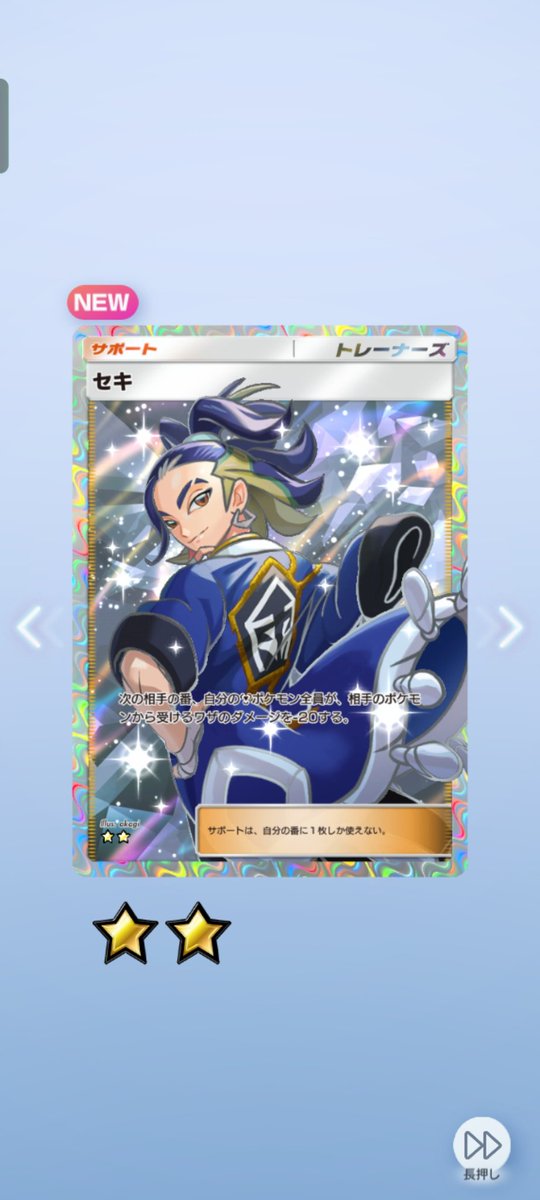 NEW
サポート
トレーナーズ
セキ
次の相手の番、自分の ポケモン全員が、相手のポケモ
ンから受けるワザのダメージを-20する。
illus. akagi
サポートは、自分の番に1枚しか使えない。
長押し